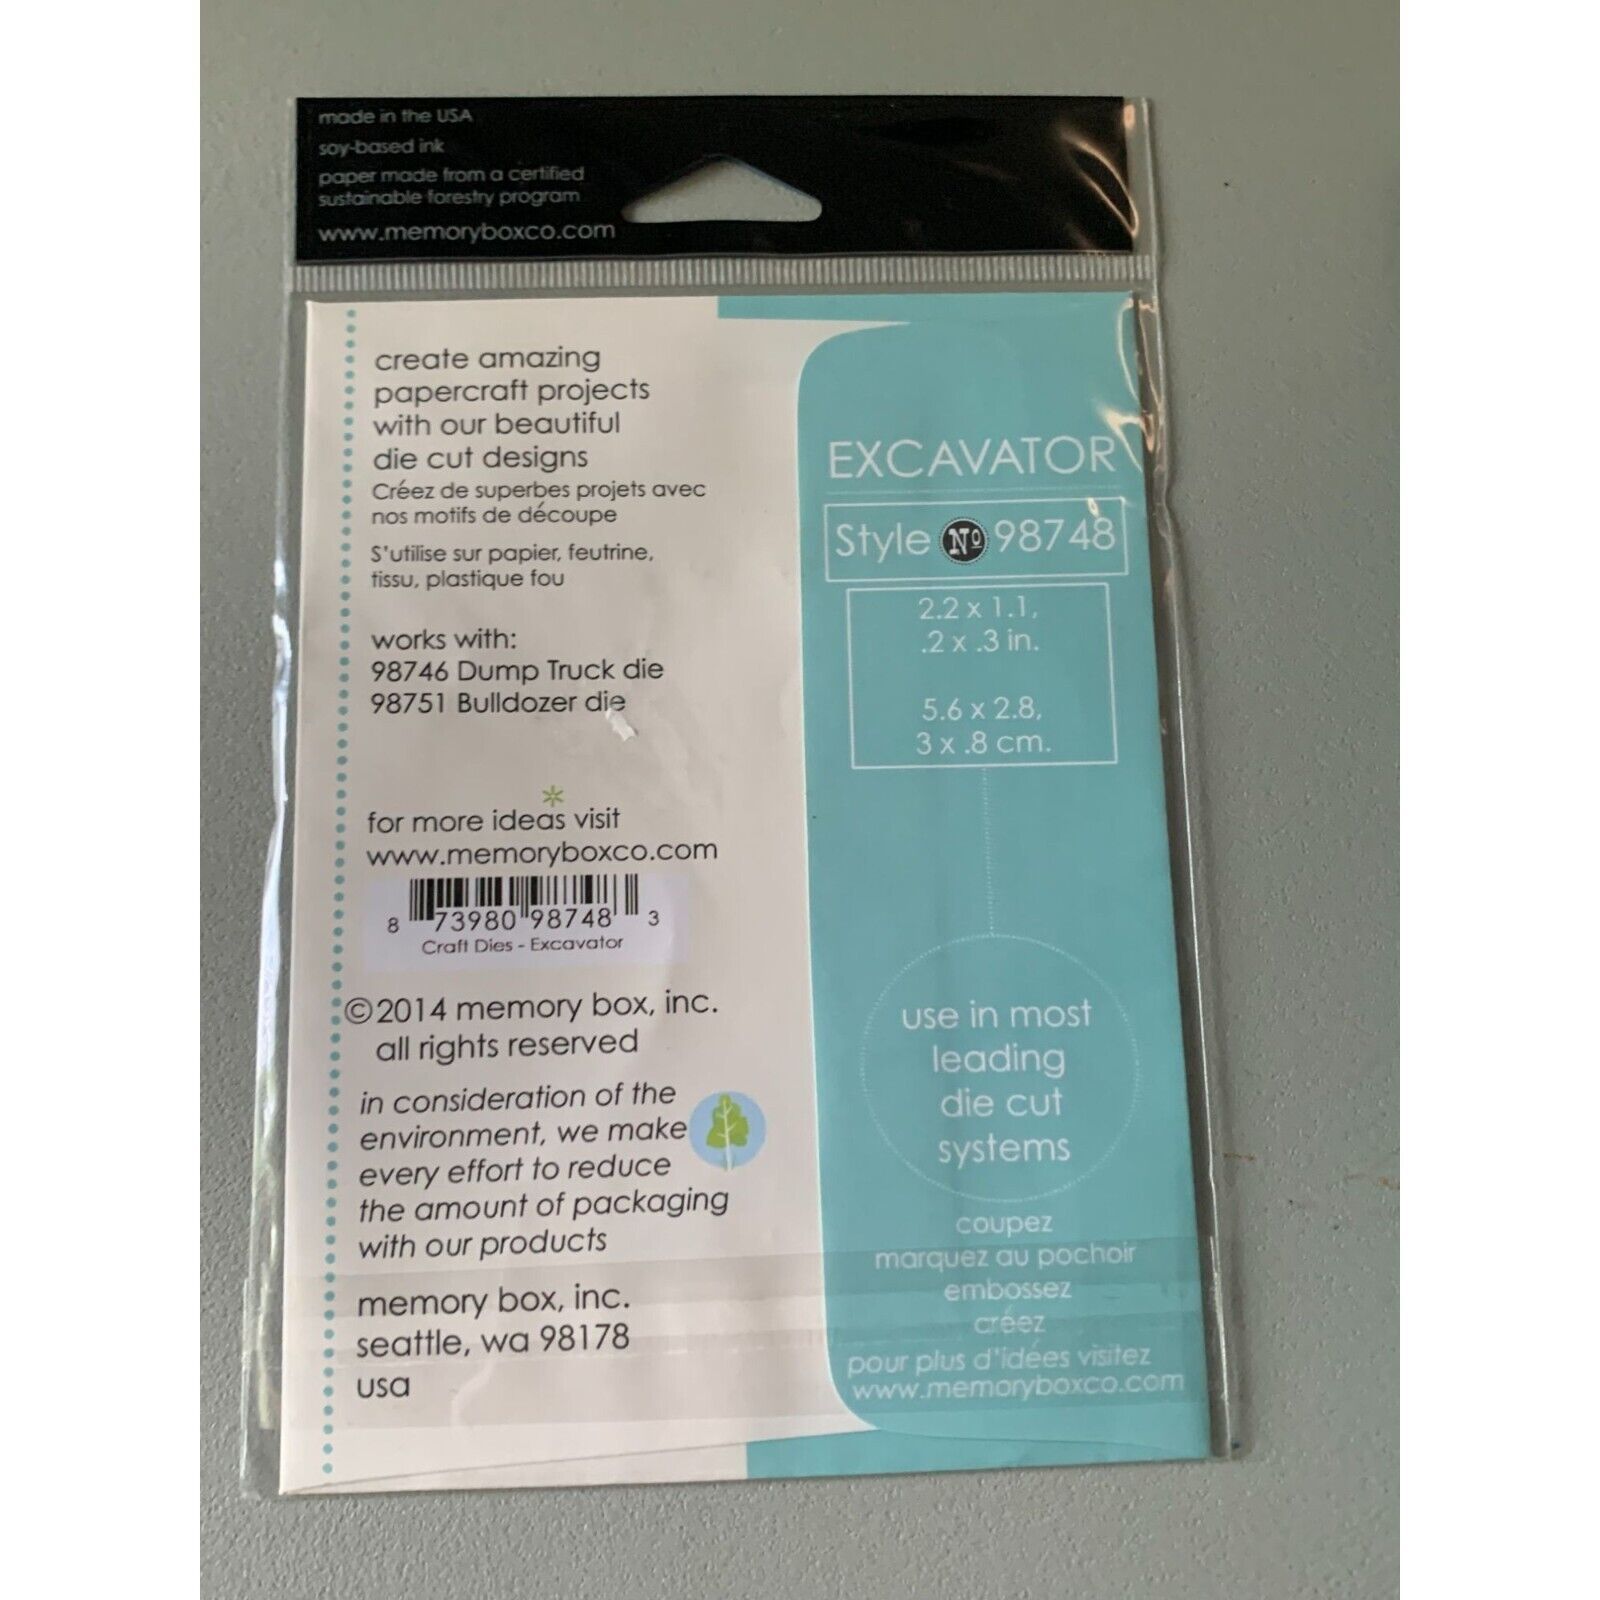 made in the USA
soy-based ink
paper made from a certified
sustainable forestry program
www.memoryboxco.com
create amazing
papercraft projects
with our beautiful
die cut designs
Créez de superbes projets avec
nos motifs de découpe
S'utilise sur papier, feutrine,
tissu, plastique fou
works with:
98746 Dump Truck die
98751 Bulldozer die
for more ideas visit
www.memoryboxco.com
8 73980 98748 3
Craft Dies - Excavator
©2014 memory box, inc.
all rights reserved
in consideration of the
environment, we make
every effort to reduce
the amount of packaging
with our products
memory box, inc.
seattle, wa 98178
usa
EXCAVATOR
Style No 98748
2.2 x 1.1,
.2 x .3 in.
5.6 x 2.8,
3 x .8 cm.
use in most
leading
die cut
systems
coupez
marquez au pochoir
embossez
créez
pour plus d'idées visitez
www.memoryboxco.com